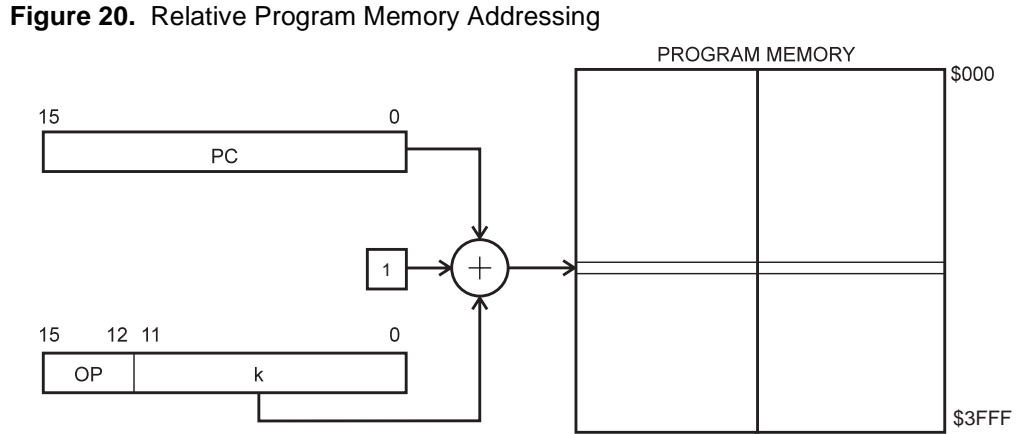 Figure 20. Relative Program Memory Addressing
PROGRAM MEMORY
$000
15 0
PC
1
+
15 12 11 0
OP k
$3FFF